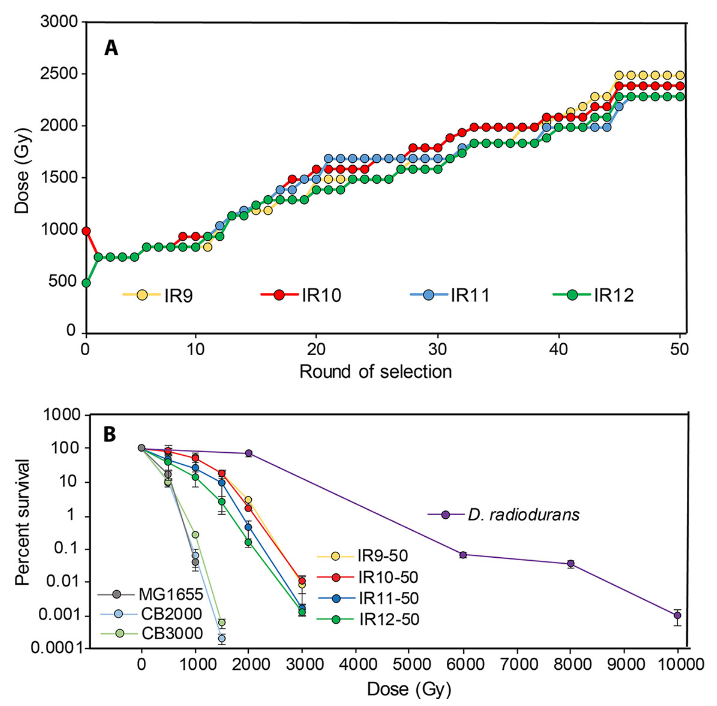 A
Dose (Gy)
3000
2500
2000
1500
1000
500
0
IR9 IR10 IR11 IR12
0 10 20 30 40 50
Round of selection
B
Percent survival
1000
100
10
1
0.1
0.01
0.001
0.0001
D. radiodurans
IR9-50
IR10-50
IR11-50
IR12-50
MG1655
CB2000
CB3000
0 1000 2000 3000 4000 5000 6000 7000 8000 9000 10000
Dose (Gy)